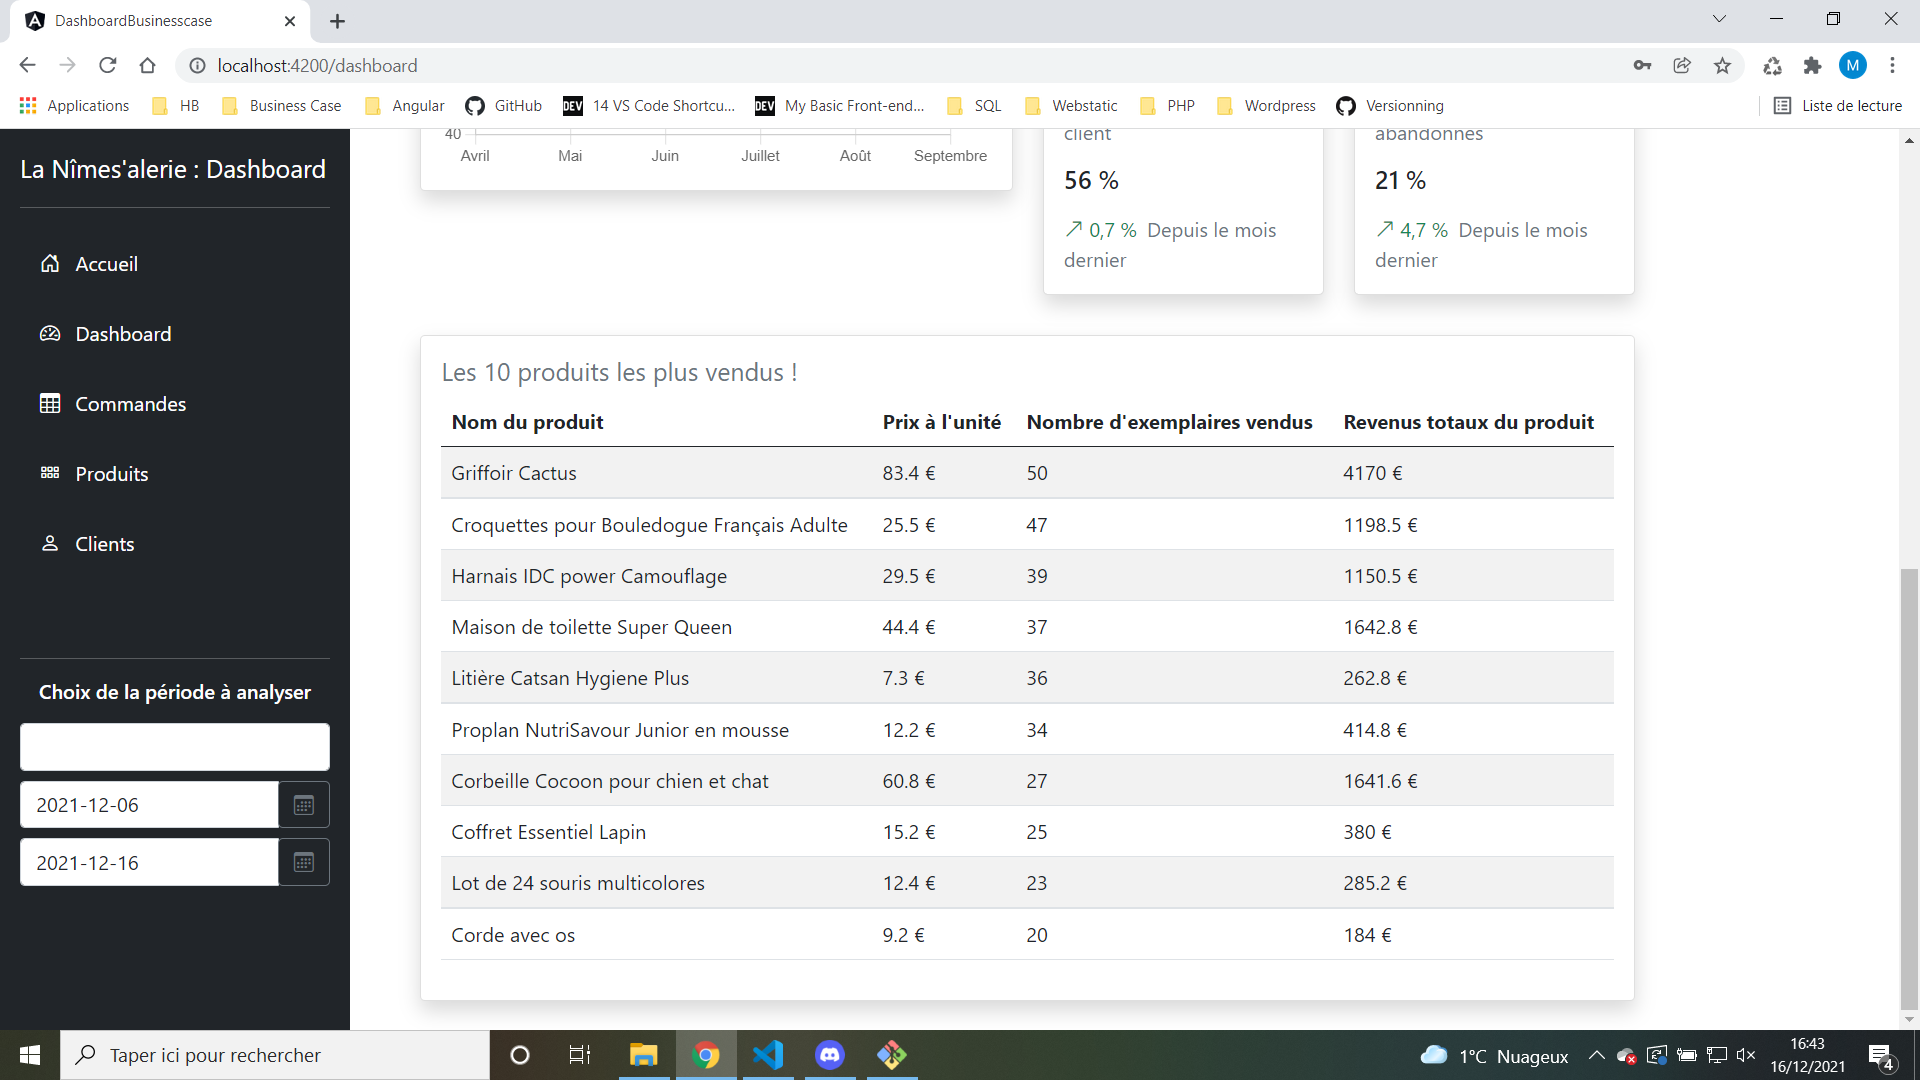 DashboardBusinesscase
localhost:4200/dashboard
M
Applications HB Business Case Angular GitHub DEV 14 VS Code Shortcu... DEV My Basic Front-end... SQL Webstatic PHP Wordpress Versionning Liste de lecture
La Nîmes'alerie : Dashboard
Accueil
Dashboard
Commandes
Produits
Clients
Choix de la période à analyser
2021-12-06
2021-12-16
40
Avril Mai Juin Juillet Août Septembre
client
56 %
0,7 % Depuis le mois
dernier
abandonnés
21 %
4,7 % Depuis le mois
dernier
Les 10 produits les plus vendus !
Nom du produit Prix à l'unité Nombre d'exemplaires vendus Revenus totaux du produit
Griffoir Cactus 83.4 € 50 4170 €
Croquettes pour Bouledogue Français Adulte 25.5 € 47 1198.5 €
Harnais IDC power Camouflage 29.5 € 39 1150.5 €
Maison de toilette Super Queen 44.4 € 37 1642.8 €
Litière Catsan Hygiene Plus 7.3 € 36 262.8 €
Proplan NutriSavour Junior en mousse 12.2 € 34 414.8 €
Corbeille Cocoon pour chien et chat 60.8 € 27 1641.6 €
Coffret Essentiel Lapin 15.2 € 25 380 €
Lot de 24 souris multicolores 12.4 € 23 285.2 €
Corde avec os 9.2 € 20 184 €
Taper ici pour rechercher
1°C Nuageux
16:43
16/12/2021
4